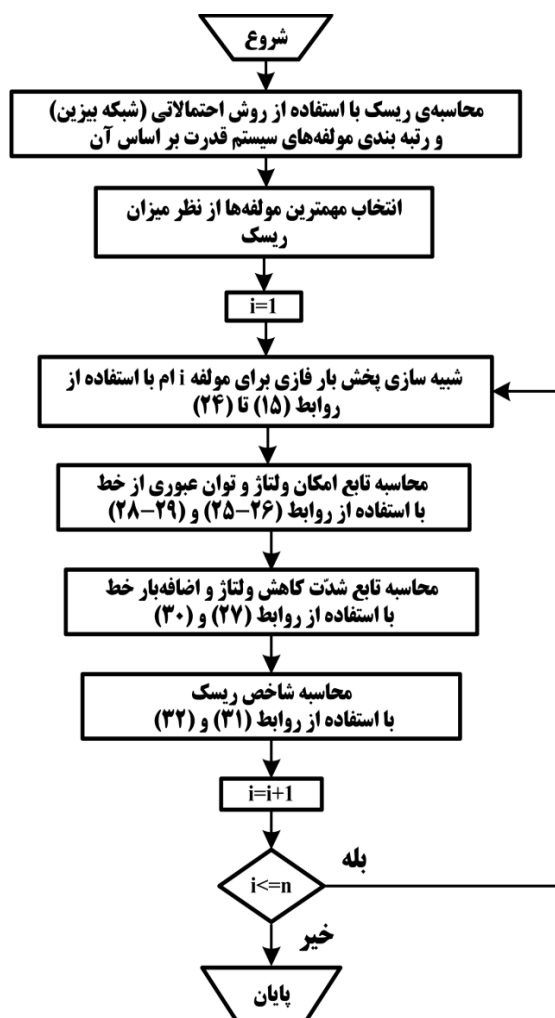 شروع
محاسبه‌ی ریسک با استفاده از روش احتمالاتی (شبکه بیزین)
و رتبه بندی مولفه‌های سیستم قدرت بر اساس آن
انتخاب مهمترین مولفه‌ها از نظر میزان
ریسک
i=1
شبیه سازی پخش بار فازی برای مولفه i ام با استفاده از
روابط (۱۵) تا (۲۴)
محاسبه تابع امکان ولتاژ و توان عبوری از خط
با استفاده از روابط (۲۶-۲۵) و (۲۹-۲۸)
محاسبه تابع شدّت کاهش ولتاژ و اضافه‌بار خط
با استفاده از روابط (۲۷) و (۳۰)
محاسبه شاخص ریسک
با استفاده از روابط (۳۱) و (۳۲)
i=i+1
i<=n
بله
خیر
پایان